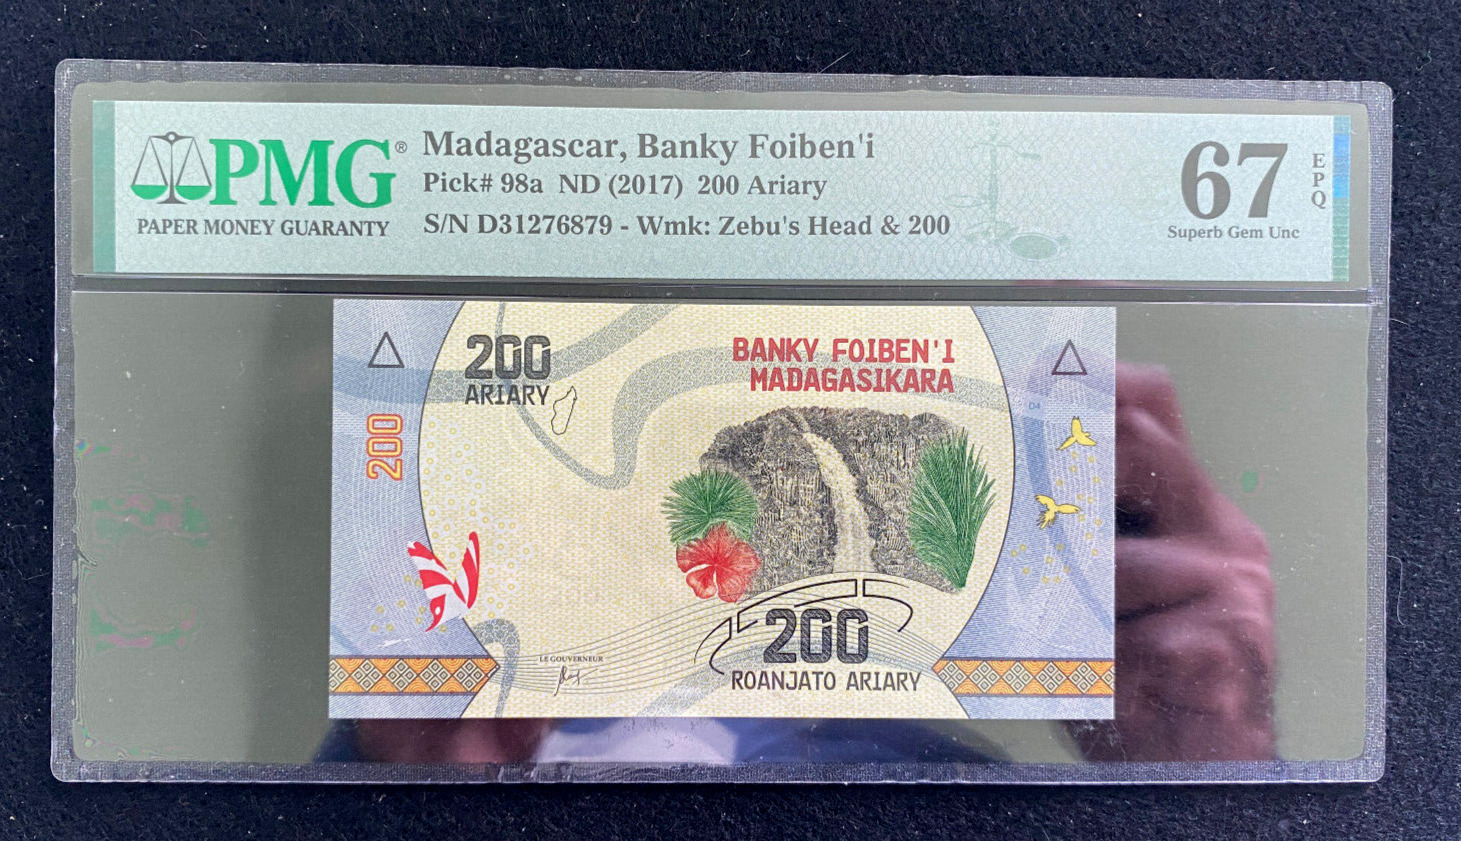 PMG®
PAPER MONEY GUARANTY
Madagascar, Banky Foiben'i
Pick# 98a ND (2017) 200 Ariary
S/N D31276879 - Wmk: Zebu's Head & 200
67
EPQ
Superb Gem Unc
200
ARIARY
BANKY FOIBEN'I
MADAGASIKARA
200
D4
LE GOUVERNEUR
200
ROANJATO ARIARY